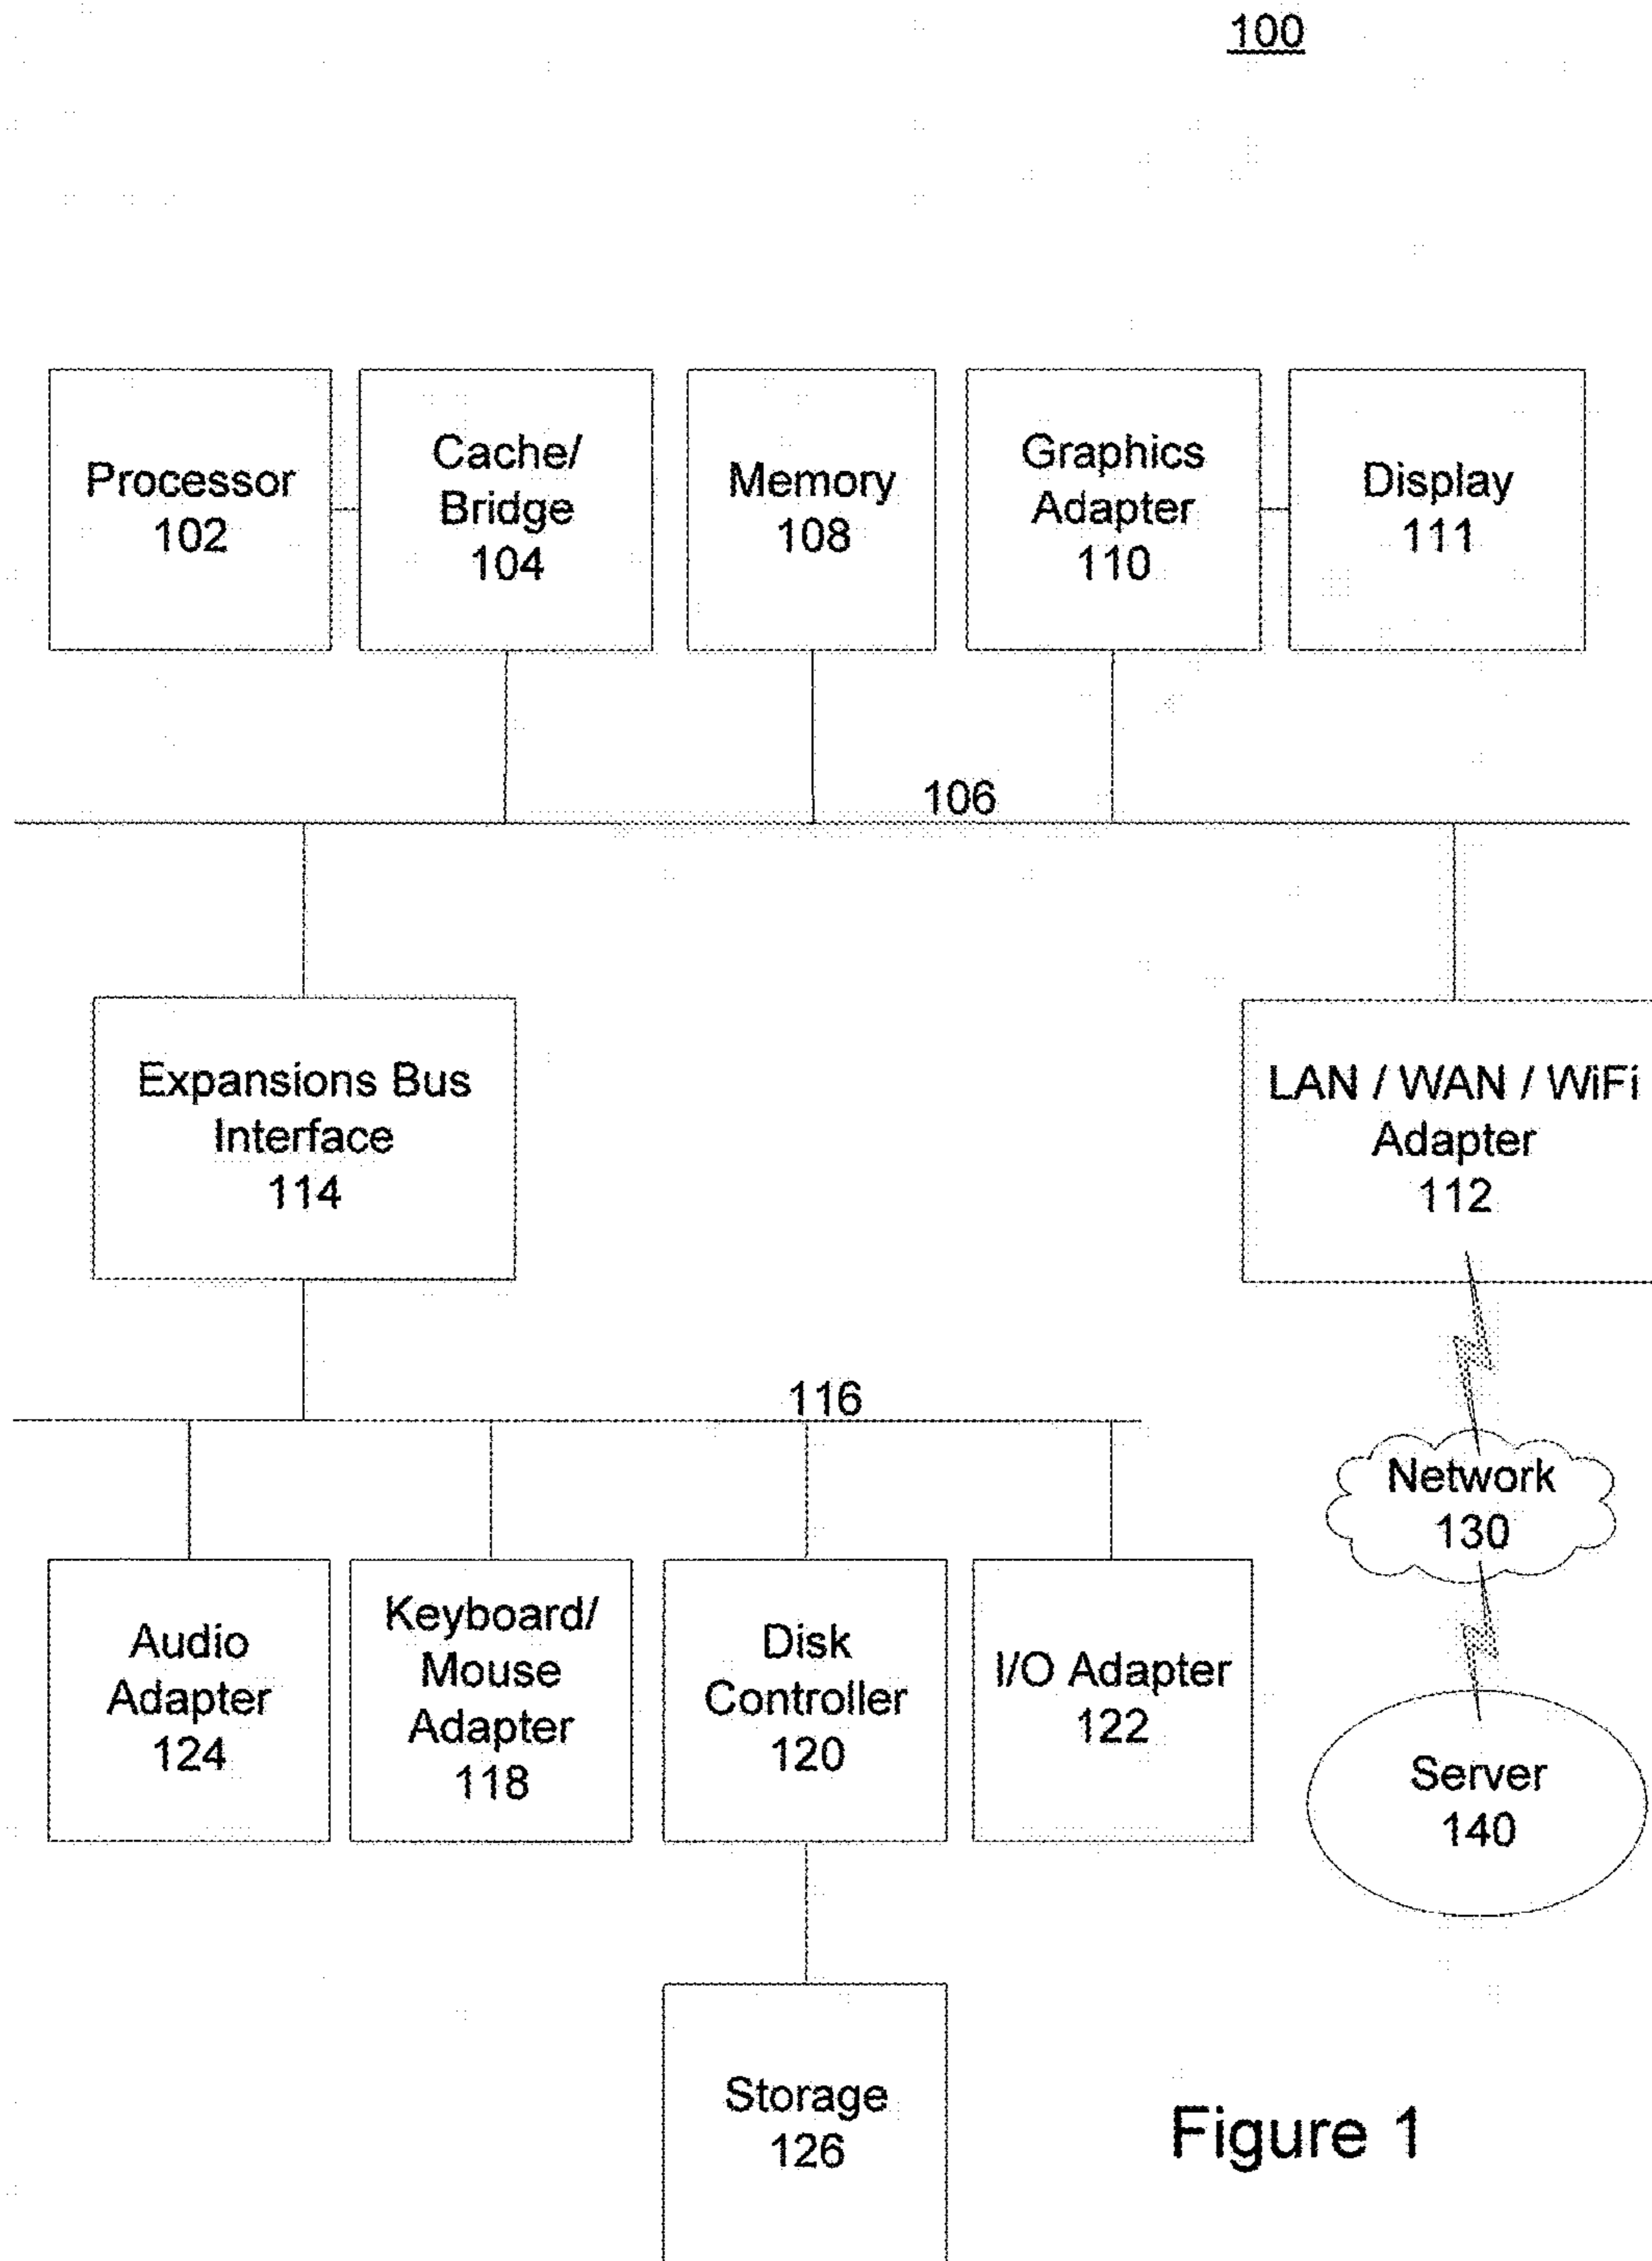 100
Processor
102
Cache/
Bridge
104
Memory
108
Graphics
Adapter
110
Display
111
106
Expansions Bus
Interface
114
LAN / WAN / WiFi
Adapter
112
116
Network
130
Audio
Adapter
124
Keyboard/
Mouse
Adapter
118
Disk
Controller
120
I/O Adapter
122
Server
140
Storage
126
Figure 1